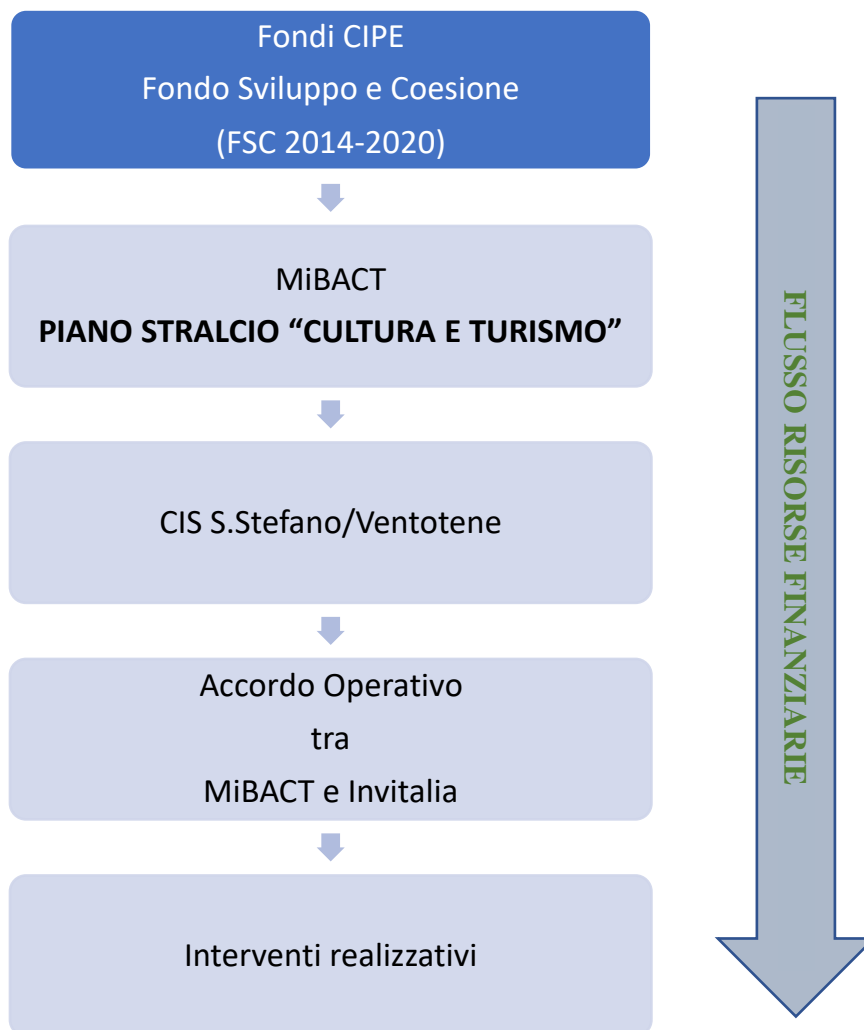 Fondi CIPE
Fondo Sviluppo e Coesione
(FSC 2014-2020)
MiBACT
PIANO STRALCIO “CULTURA E TURISMO”
CIS S.Stefano/Ventotene
Accordo Operativo
tra
MiBACT e Invitalia
Interventi realizzativi
FLUSSO RISORSE FINANZIARIE